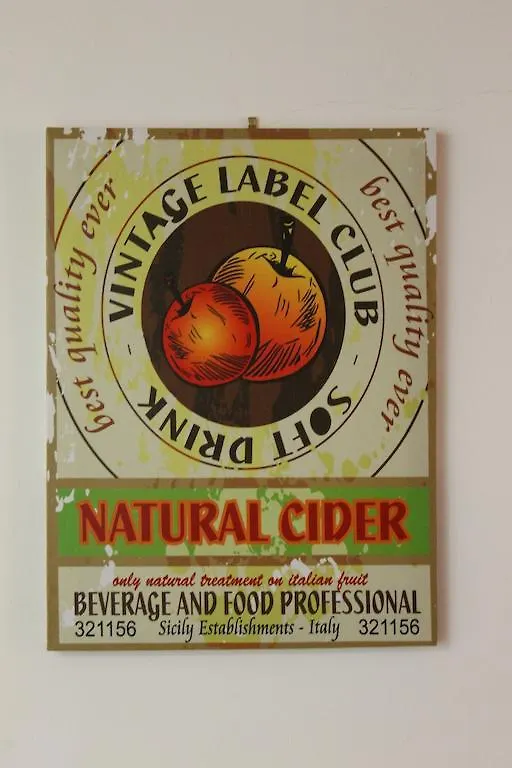 VINTAGE LABEL CLUB
- SOFT DRINK -
best quality ever
best quality ever
NATURAL CIDER
only natural treatment on italian fruit
BEVERAGE AND FOOD PROFESSIONAL
321156 Sicily Establishments - Italy 321156